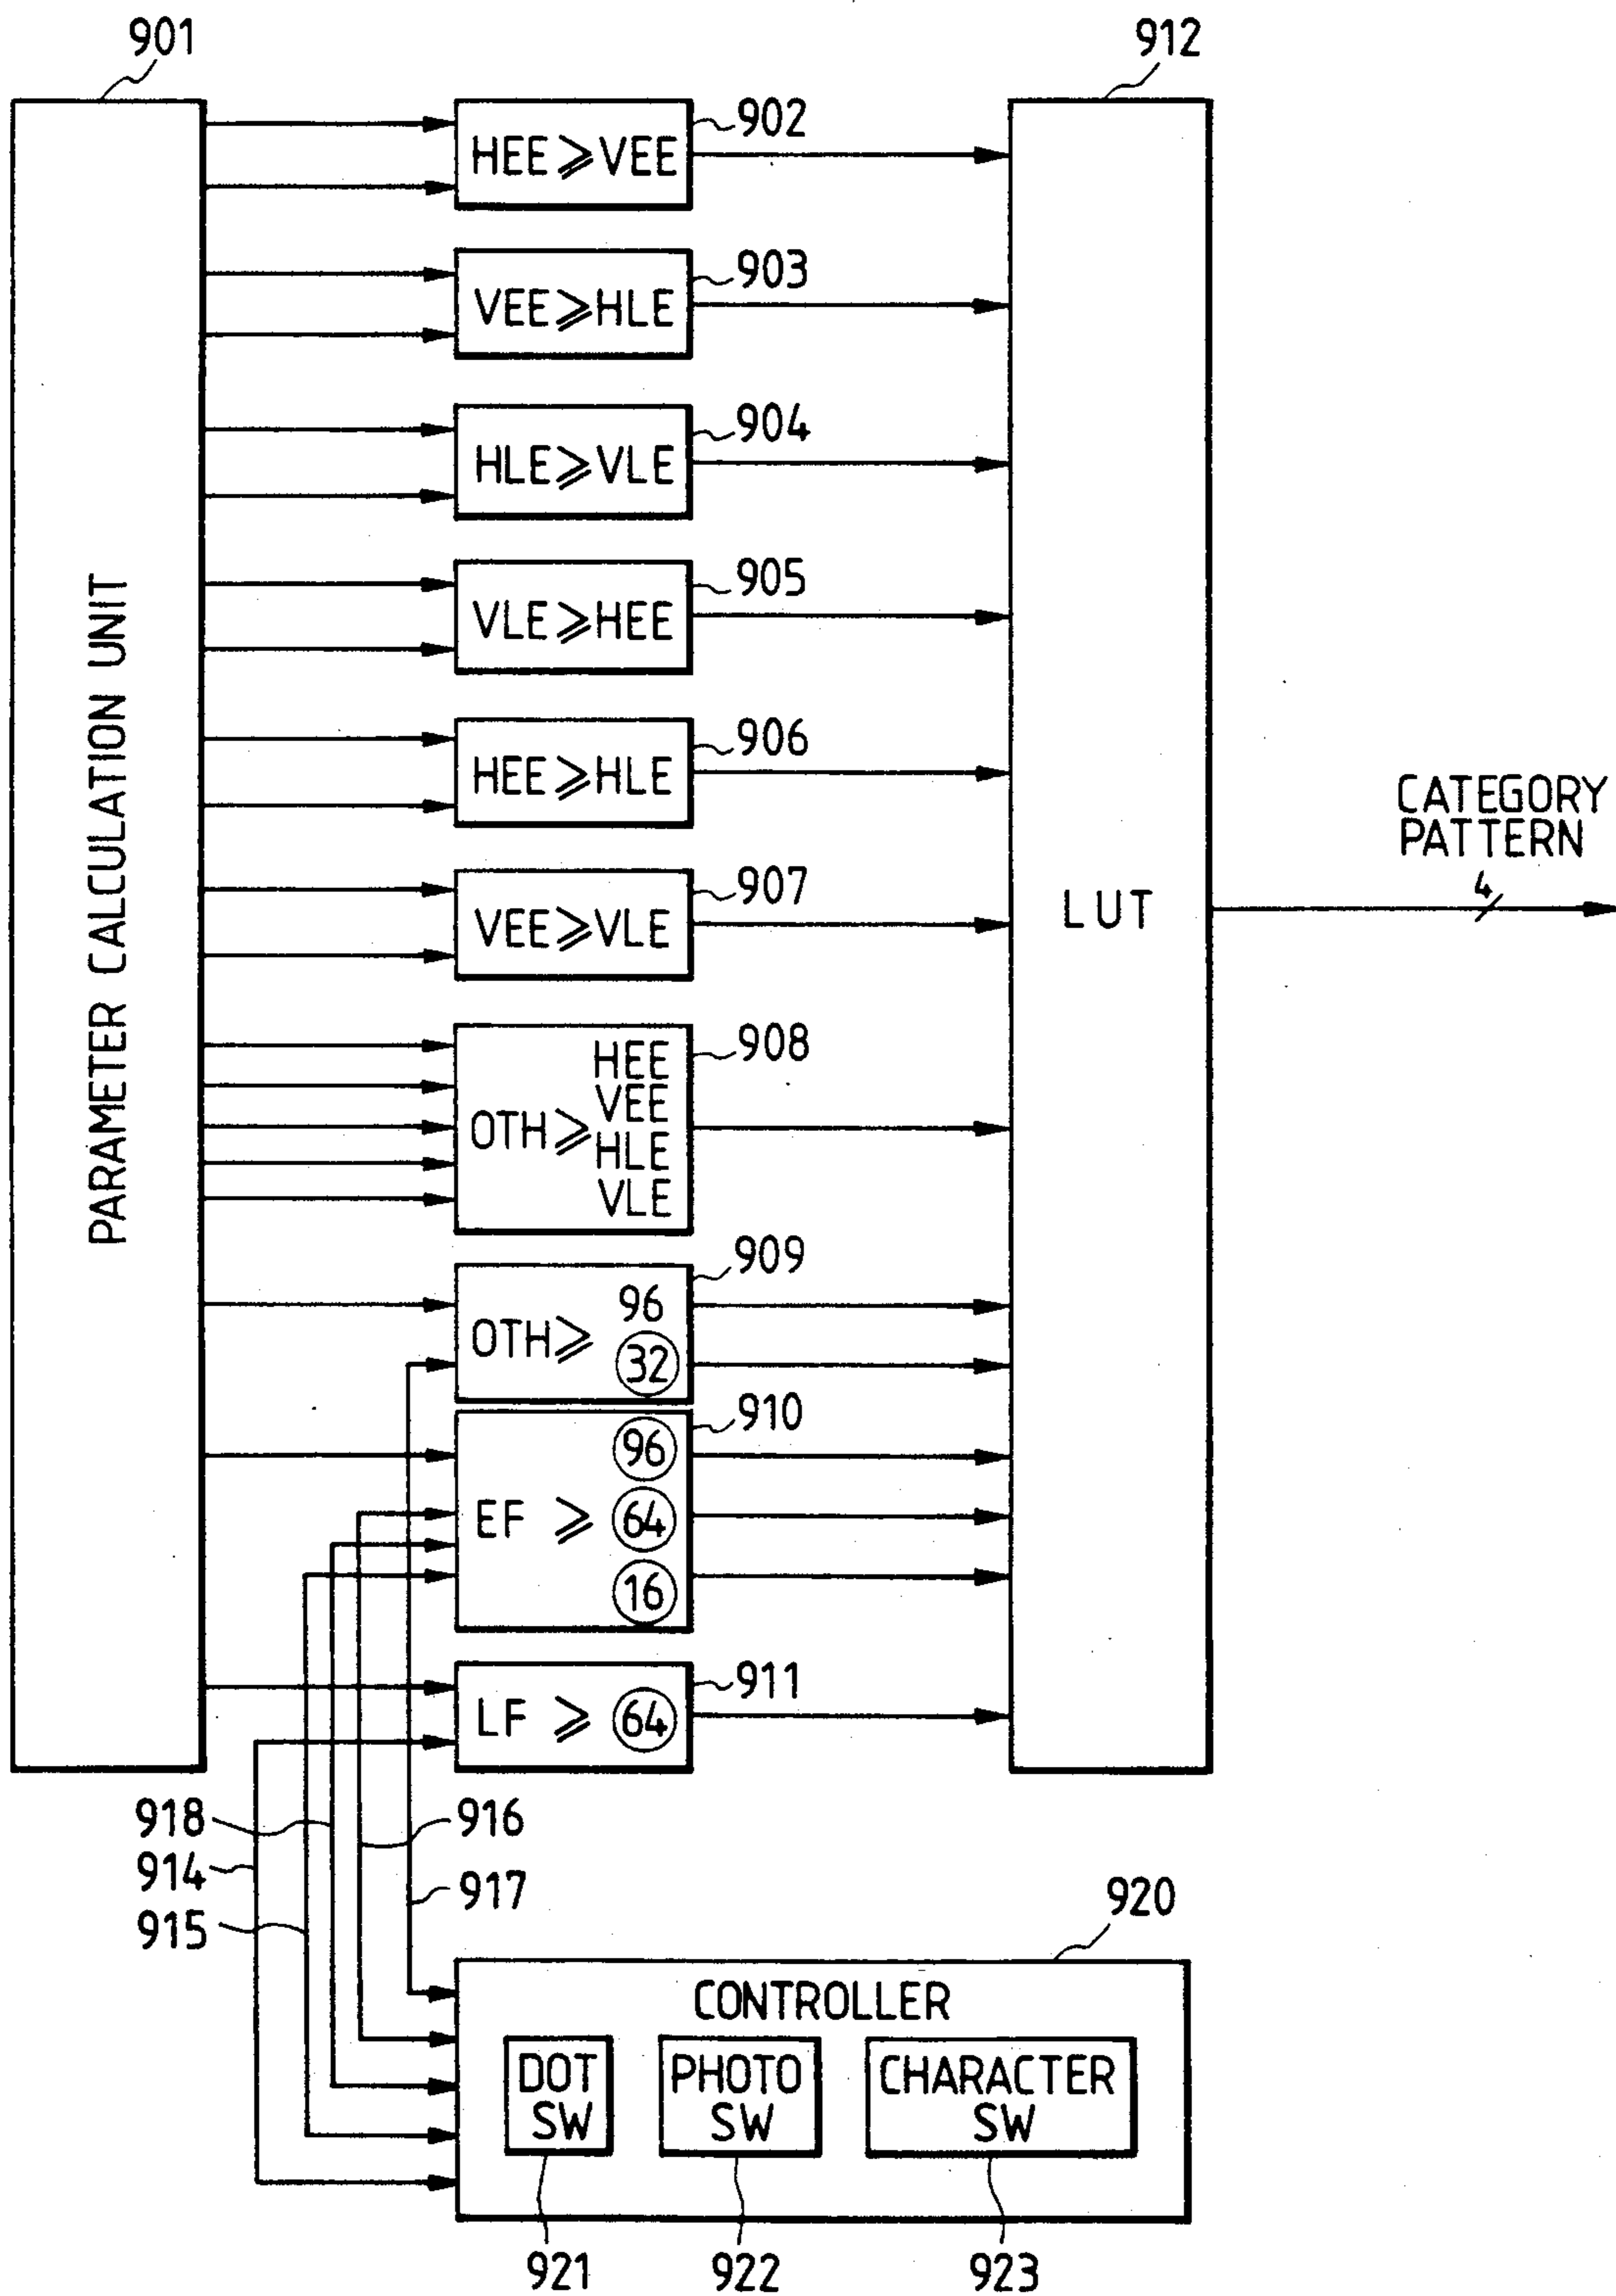 901
912
902
HEE ≥ VEE
903
VEE ≥ HLE
904
HLE ≥ VLE
905
VLE ≥ HEE
906
HEE ≥ HLE
907
VEE ≥ VLE
PARAMETER CALCULATION UNIT
LUT
CATEGORY
PATTERN
4
908
HEE
VEE
OTH ≥
HLE
VLE
909
96
OTH ≥
32
910
96
EF ≥ 64
16
911
LF ≥ 64
918
916
914
917
915
920
CONTROLLER
DOT
SW
PHOTO
SW
CHARACTER
SW
921
922
923